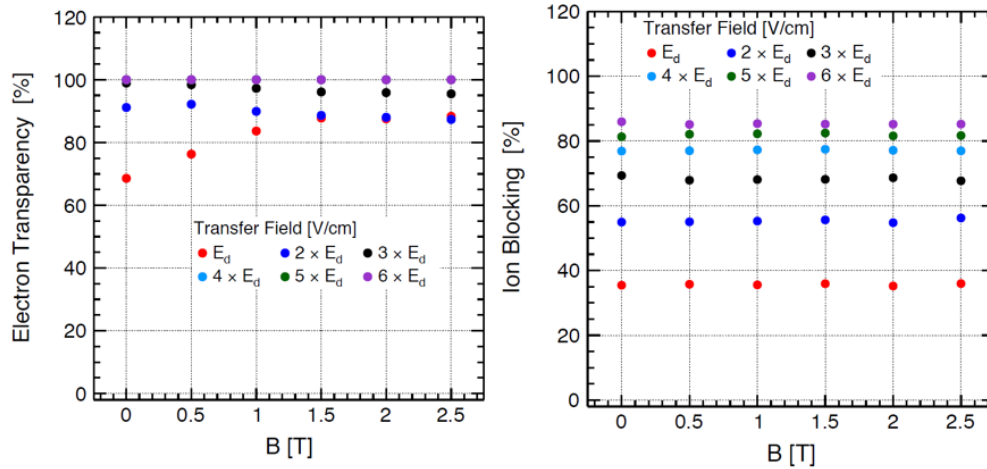 120
100
80
60
40
20
0
Electron Transparency [%]
Transfer Field [V/cm]
E_d 2 × E_d 3 × E_d
4 × E_d 5 × E_d 6 × E_d
0 0.5 1 1.5 2 2.5
B [T]
120
100
80
60
40
20
0
Ion Blocking [%]
Transfer Field [V/cm]
E_d 2 × E_d 3 × E_d
4 × E_d 5 × E_d 6 × E_d
0 0.5 1 1.5 2 2.5
B [T]